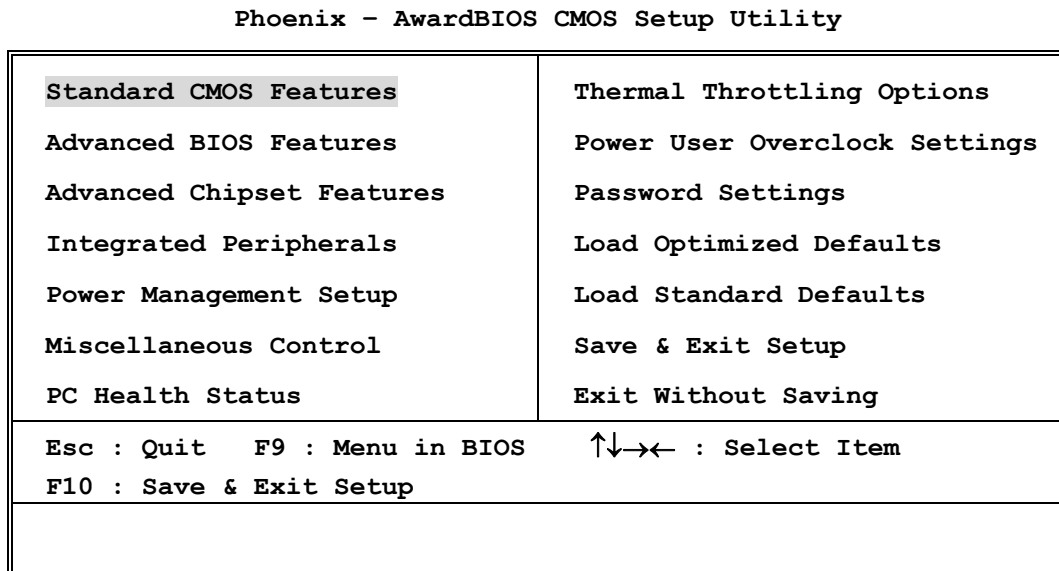 Phoenix – AwardBIOS CMOS Setup Utility
Standard CMOS Features
Advanced BIOS Features
Advanced Chipset Features
Integrated Peripherals
Power Management Setup
Miscellaneous Control
PC Health Status
Thermal Throttling Options
Power User Overclock Settings
Password Settings
Load Optimized Defaults
Load Standard Defaults
Save & Exit Setup
Exit Without Saving
Esc : Quit F9 : Menu in BIOS ↑↓→← : Select Item
F10 : Save & Exit Setup